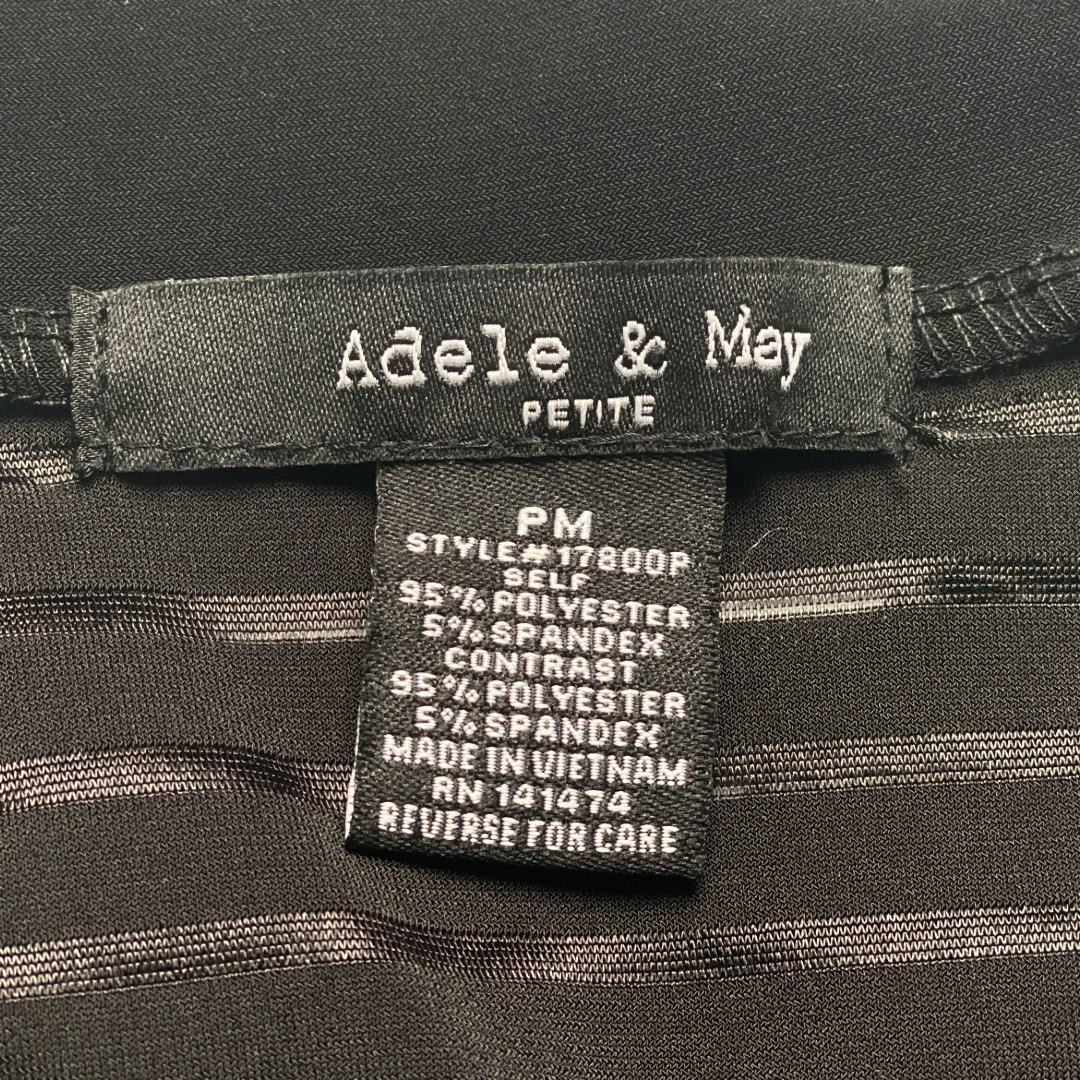 Adele & May
PETITE
PM
STYLE#17800P
SELF
95% POLYESTER
5% SPANDEX
CONTRAST
95% POLYESTER
5% SPANDEX
MADE IN VIETNAM
RN 141474
REVERSE FOR CARE